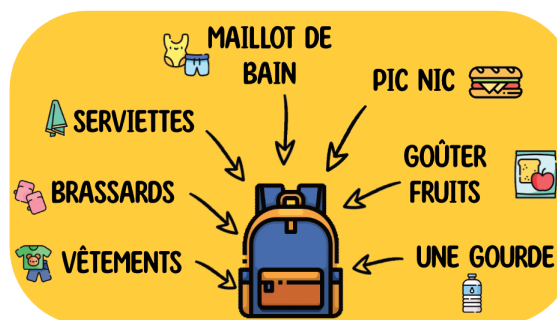 MAILLOT DE
BAIN
PIC NIC
SERVIETTES
GOÛTER
FRUITS
BRASSARDS
VÊTEMENTS
UNE GOURDE